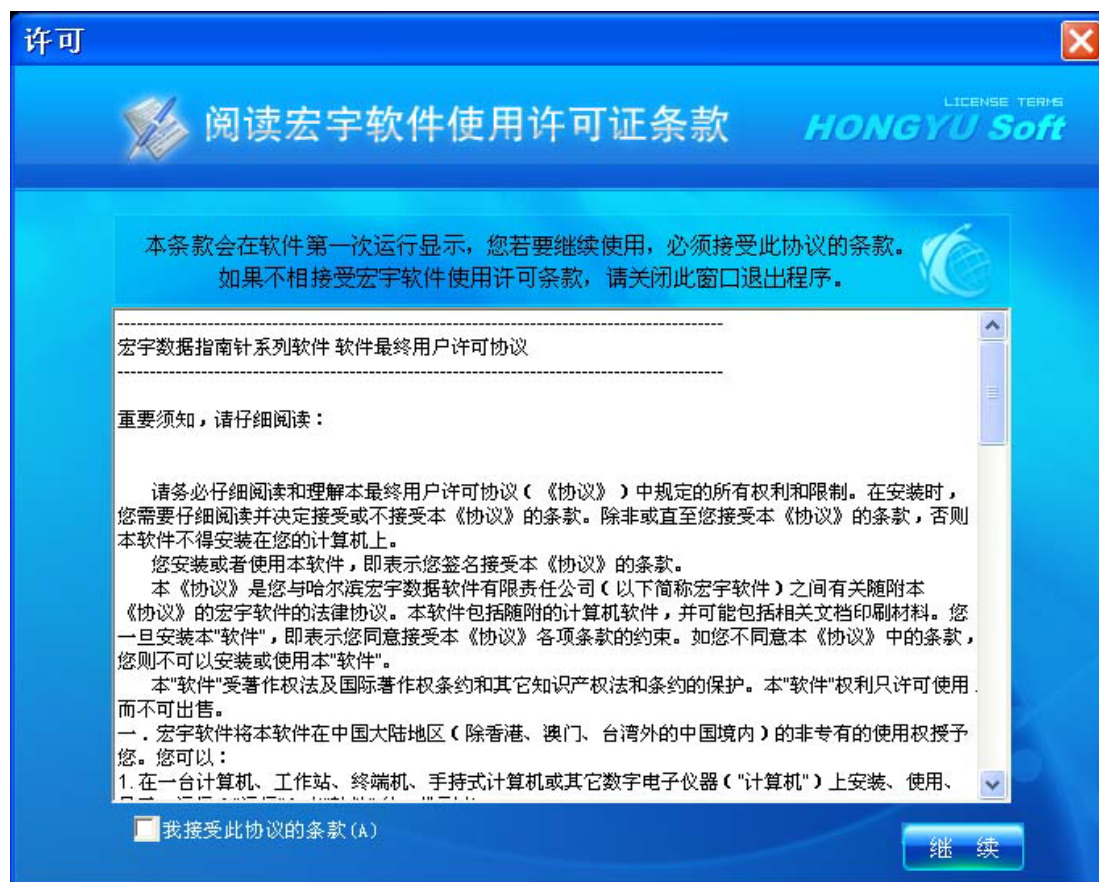 许可
阅读宏宇软件使用许可证条款
LICENSE TERMS
HONGYU Soft
本条款会在软件第一次运行显示，您若要继续使用，必须接受此协议的条款。
如果不相接受宏宇软件使用许可条款，请关闭此窗口退出程序。
--------------------------------------------------------------------------------
宏宇数据指南针系列软件 软件最终用户许可协议
--------------------------------------------------------------------------------
重要须知，请仔细阅读：
请务必仔细阅读和理解本最终用户许可协议（《协议》）中规定的所有权利和限制。在安装时，
您需要仔细阅读并决定接受或不接受本《协议》的条款。除非或直至您接受本《协议》的条款，否则
本软件不得安装在您的计算机上。
您安装或者使用本软件，即表示您签名接受本《协议》的条款。
本《协议》是您与哈尔滨宏宇数据软件有限责任公司（以下简称宏宇软件）之间有关随附本
《协议》的宏宇软件的法律协议。本软件包括随附的计算机软件，并可能包括相关文档印刷材料。您
一旦安装本"软件"，即表示您同意接受本《协议》各项条款的约束。如您不同意本《协议》中的条款，
您则不可以安装或使用本"软件"。
本"软件"受著作权法及国际著作权条约和其它知识产权法和条约的保护。本"软件"权利只许可使用
而不可出售。
一．宏宇软件将本软件在中国大陆地区（除香港、澳门、台湾外的中国境内）的非专有的使用权授予
您。您可以：
1.在一台计算机、工作站、终端机、手持式计算机或其它数字电子仪器（"计算机"）上安装、使用、
我接受此协议的条款(A)
继 续